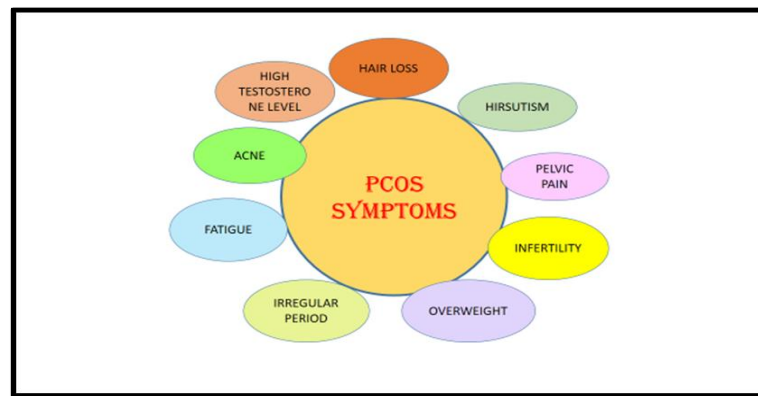 HAIR LOSS
HIGH
TESTOSTERO
NE LEVEL
HIRSUTISM
ACNE
PELVIC
PAIN
PCOS
SYMPTOMS
FATIGUE
INFERTILITY
IRREGULAR
PERIOD
OVERWEIGHT